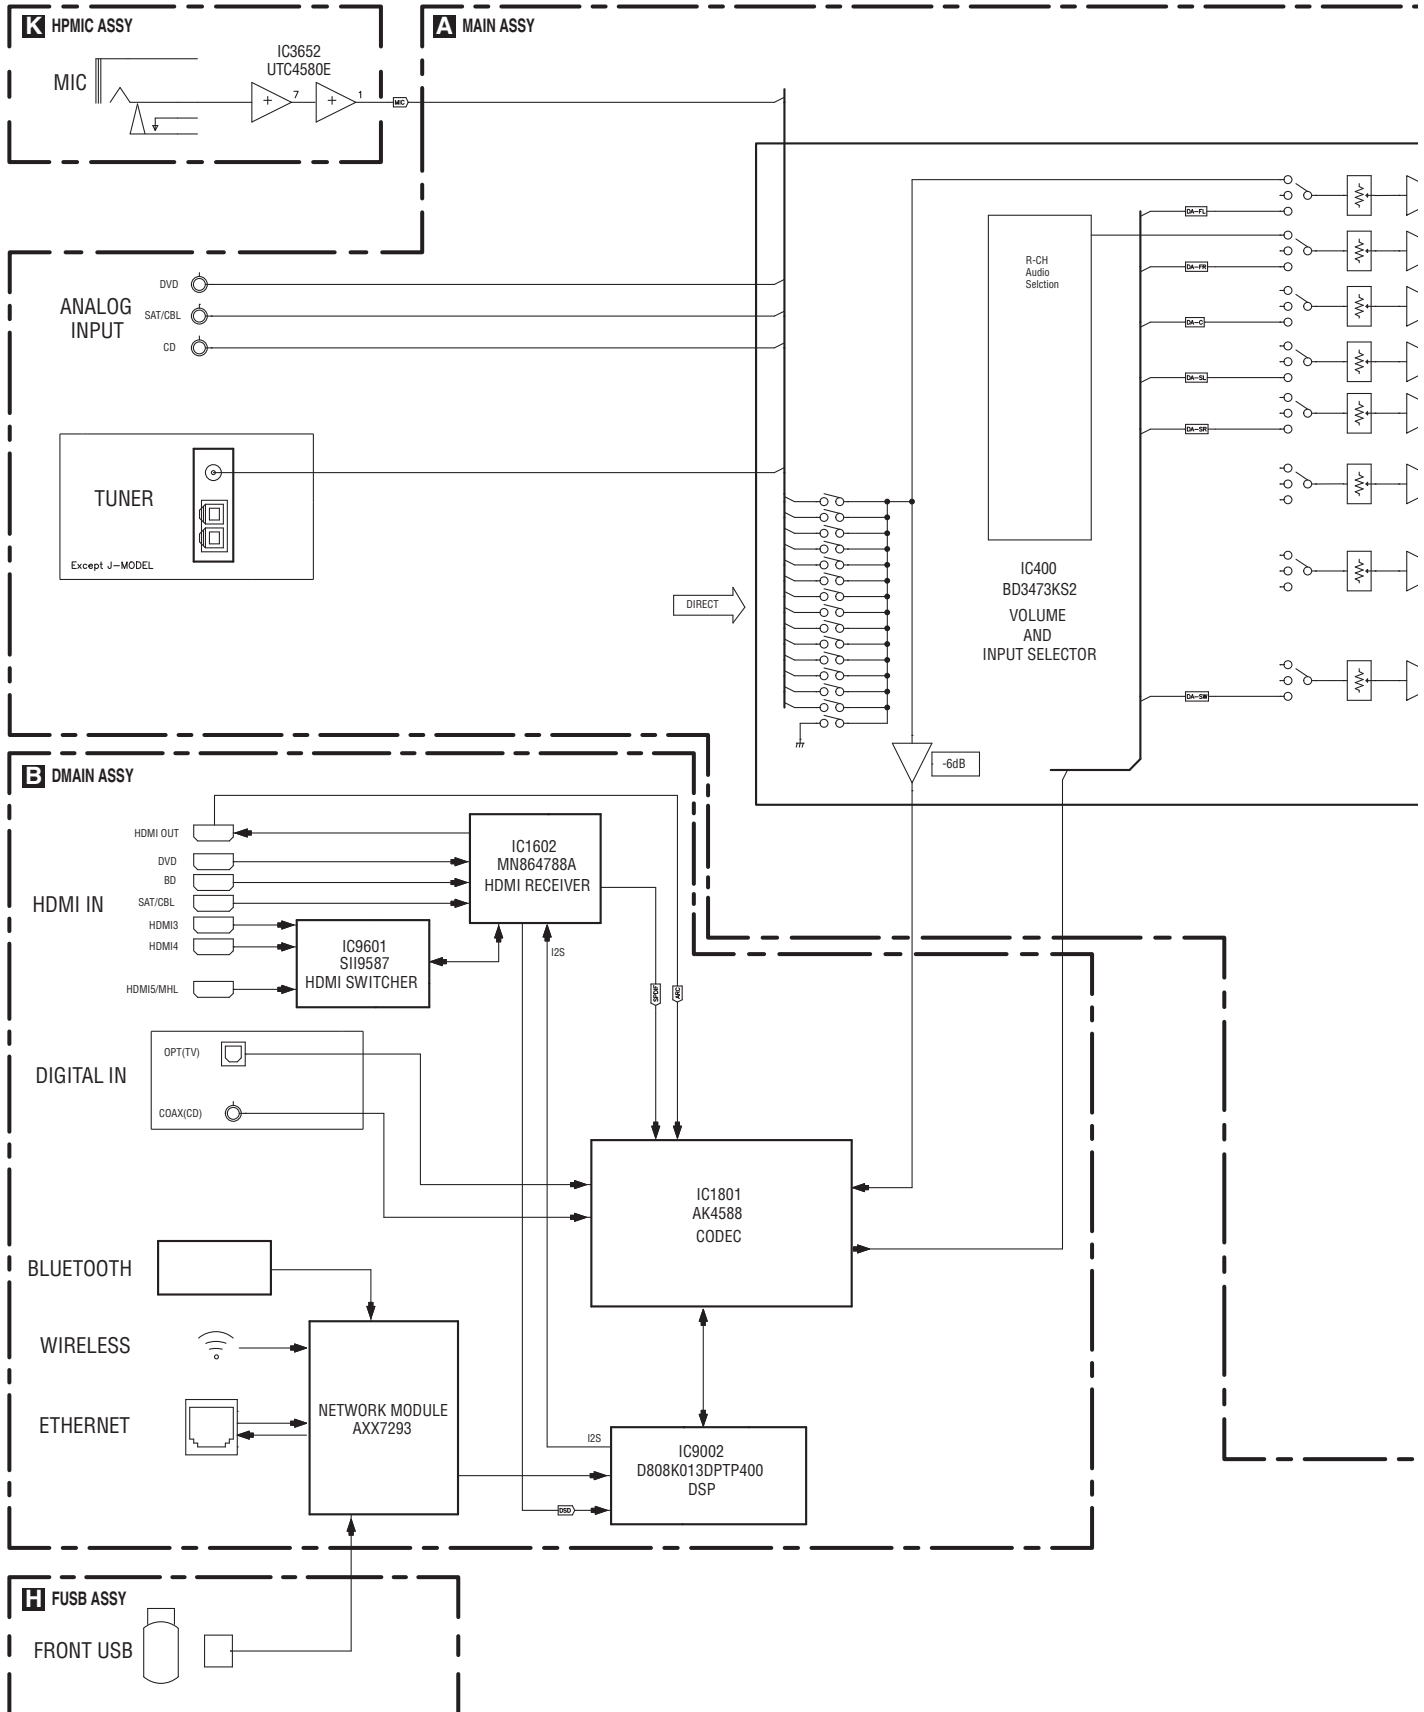 K HPMIC ASSY
MIC
IC3652
UTC4580E
+
7
+
1
MIC
A MAIN ASSY
ANALOG
INPUT
DVD
SAT/CBL
CD
TUNER
Except J-MODEL
DIRECT
R-CH
Audio
Selction
IC400
BD3473KS2
VOLUME
AND
INPUT SELECTOR
DA-FL
DA-FR
DA-C
DA-SL
DA-SR
DA-SW
-6dB
B DMAIN ASSY
HDMI IN
HDMI OUT
DVD
BD
SAT/CBL
HDMI3
HDMI4
HDMI5/MHL
IC1602
MN864788A
HDMI RECEIVER
IC9601
SII9587
HDMI SWITCHER
I2S
SPDIF
ARC
DIGITAL IN
OPT(TV)
COAX(CD)
IC1801
AK4588
CODEC
BLUETOOTH
WIRELESS
ETHERNET
NETWORK MODULE
AXX7293
I2S
DSD
IC9002
D808K013DPTP400
DSP
H FUSB ASSY
FRONT USB